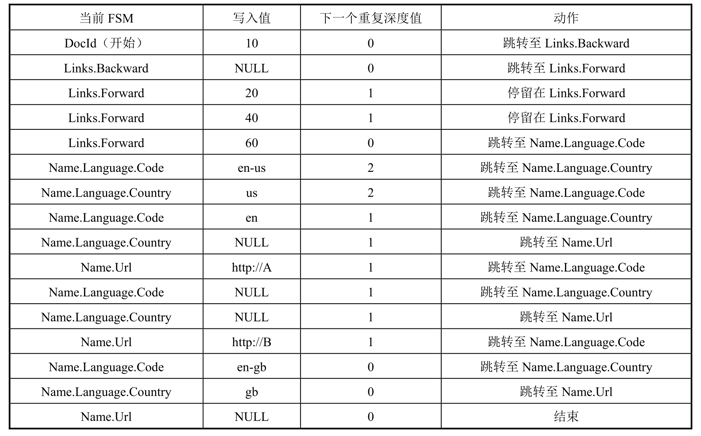 当前 FSM 写入值 下一个重复深度值 动作
DocId（开始） 10 0 跳转至 Links.Backward
Links.Backward NULL 0 跳转至 Links.Forward
Links.Forward 20 1 停留在 Links.Forward
Links.Forward 40 1 停留在 Links.Forward
Links.Forward 60 0 跳转至 Name.Language.Code
Name.Language.Code en-us 2 跳转至 Name.Language.Country
Name.Language.Country us 2 跳转至 Name.Language.Code
Name.Language.Code en 1 跳转至 Name.Language.Country
Name.Language.Country NULL 1 跳转至 Name.Url
Name.Url http://A 1 跳转至 Name.Language.Code
Name.Language.Code NULL 1 跳转至 Name.Language.Country
Name.Language.Country NULL 1 跳转至 Name.Url
Name.Url http://B 1 跳转至 Name.Language.Code
Name.Language.Code en-gb 0 跳转至 Name.Language.Country
Name.Language.Country gb 0 跳转至 Name.Url
Name.Url NULL 0 结束